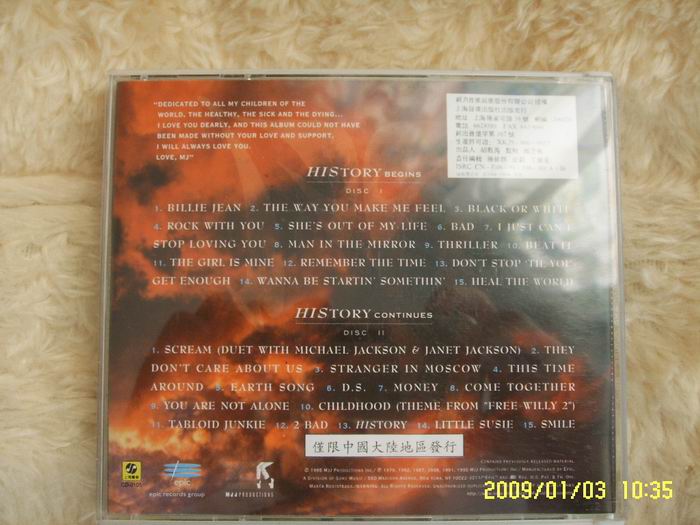 "DEDICATED TO ALL MY CHILDREN OF THE
WORLD, THE HEALTHY, THE SICK AND THE DYING...
I LOVE YOU DEARLY, AND THIS ALBUM COULD NOT HAVE
BEEN MADE WITHOUT YOUR LOVE AND SUPPORT,
I WILL ALWAYS LOVE YOU.
LOVE, MJ"
HISTORY BEGINS
DISC I
1. BILLIE JEAN 2. THE WAY YOU MAKE ME FEEL 3. BLACK OR WHITE
4. ROCK WITH YOU 5. SHE'S OUT OF MY LIFE 6. BAD 7. I JUST CAN'T
STOP LOVING YOU 8. MAN IN THE MIRROR 9. THRILLER 10. BEAT IT
11. THE GIRL IS MINE 12. REMEMBER THE TIME 13. DON'T STOP 'TIL YOU
GET ENOUGH 14. WANNA BE STARTIN' SOMETHIN' 15. HEAL THE WORLD
HISTORY CONTINUES
DISC II
1. SCREAM (DUET WITH MICHAEL JACKSON & JANET JACKSON) 2. THEY
DON'T CARE ABOUT US 3. STRANGER IN MOSCOW 4. THIS TIME
AROUND 5. EARTH SONG 6. D.S. 7. MONEY 8. COME TOGETHER
9. YOU ARE NOT ALONE 10. CHILDHOOD (THEME FROM "FREE WILLY 2")
11. TABLOID JUNKIE 12. 2 BAD 13. HISTORY 14. LITTLE SUSIE 15. SMILE
僅限中國大陸地區發行
CONTAINS PREVIOUSLY RELEASED MATERIAL.
epic
epic records group
MJJ PRODUCTIONS
2009/01/03 10:35